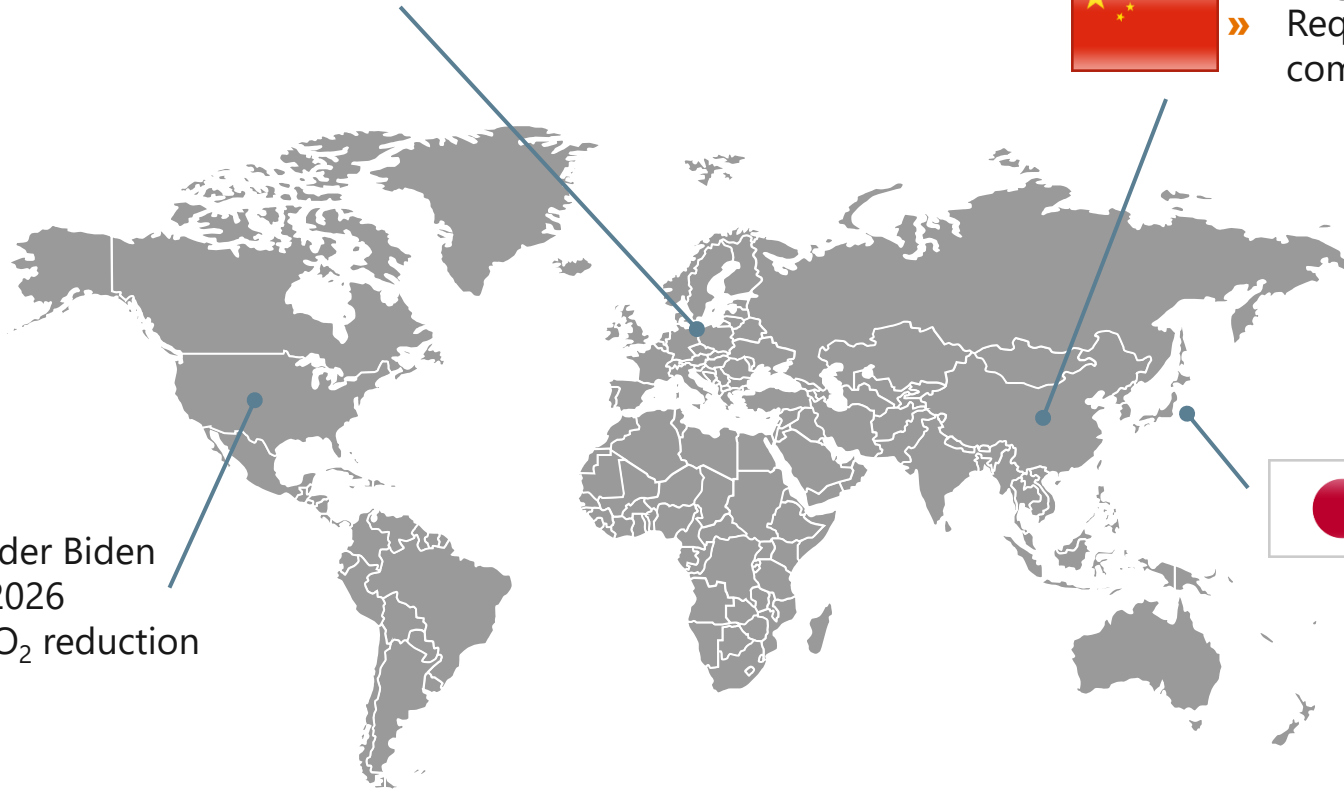 » Req
com
der Biden
2026
O₂ reduction